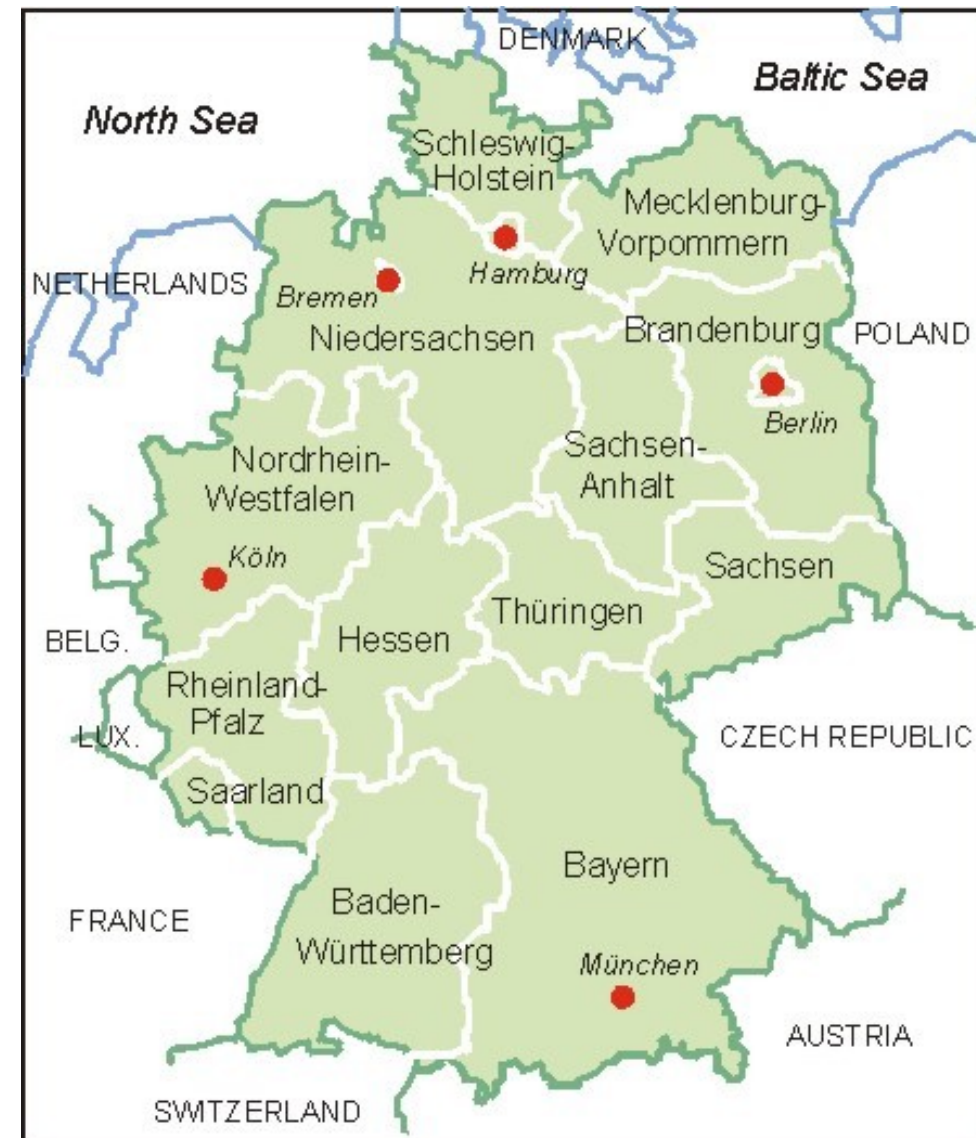 DENMARK
Baltic Sea
North Sea
Schleswig-
Holstein
Mecklenburg-
Vorpommern
Hamburg
NETHERLANDS
Bremen
Niedersachsen
Brandenburg
POLAND
Berlin
Nordrhein-
Westfalen
Sachsen-
Anhalt
Köln
Sachsen
Thüringen
Hessen
BELG.
Rheinland-
Pfalz
LUX.
CZECH REPUBLIC
Saarland
Bayern
Baden-
Württemberg
FRANCE
München
AUSTRIA
SWITZERLAND